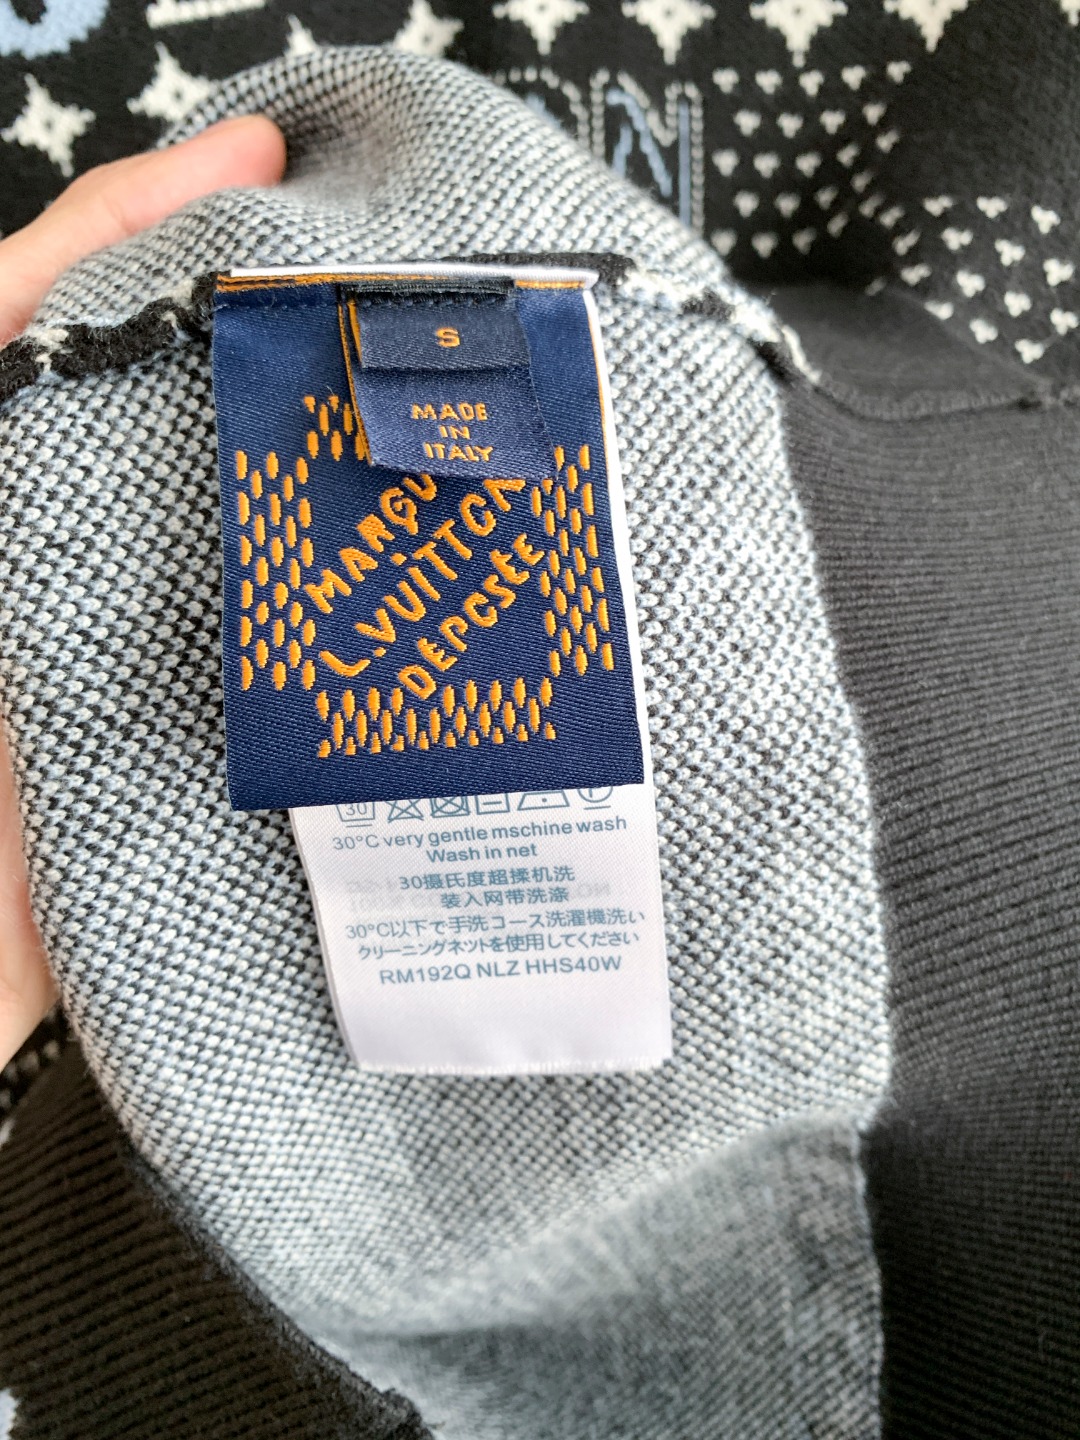 S
MADE
IN
ITALY
MARQU
L.VUITTON
DEPOSEE
30
30°C very gentle mschine wash
Wash in net
30摄氏度超揉机洗
装入网带洗涤
30°C以下で手洗コース洗濯機洗い
クリーニングネットを使用してください
RM192Q NLZ HHS40W